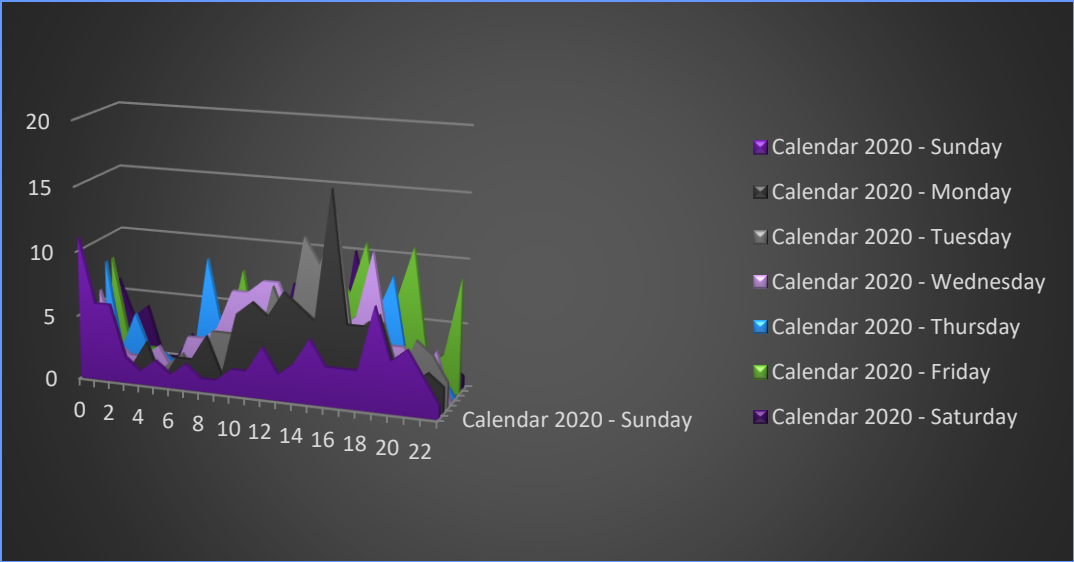 20
15
10
5
0
0 2 4 6 8 10 12 14 16 18 20 22
Calendar 2020 - Sunday
Calendar 2020 - Sunday
Calendar 2020 - Monday
Calendar 2020 - Tuesday
Calendar 2020 - Wednesday
Calendar 2020 - Thursday
Calendar 2020 - Friday
Calendar 2020 - Saturday